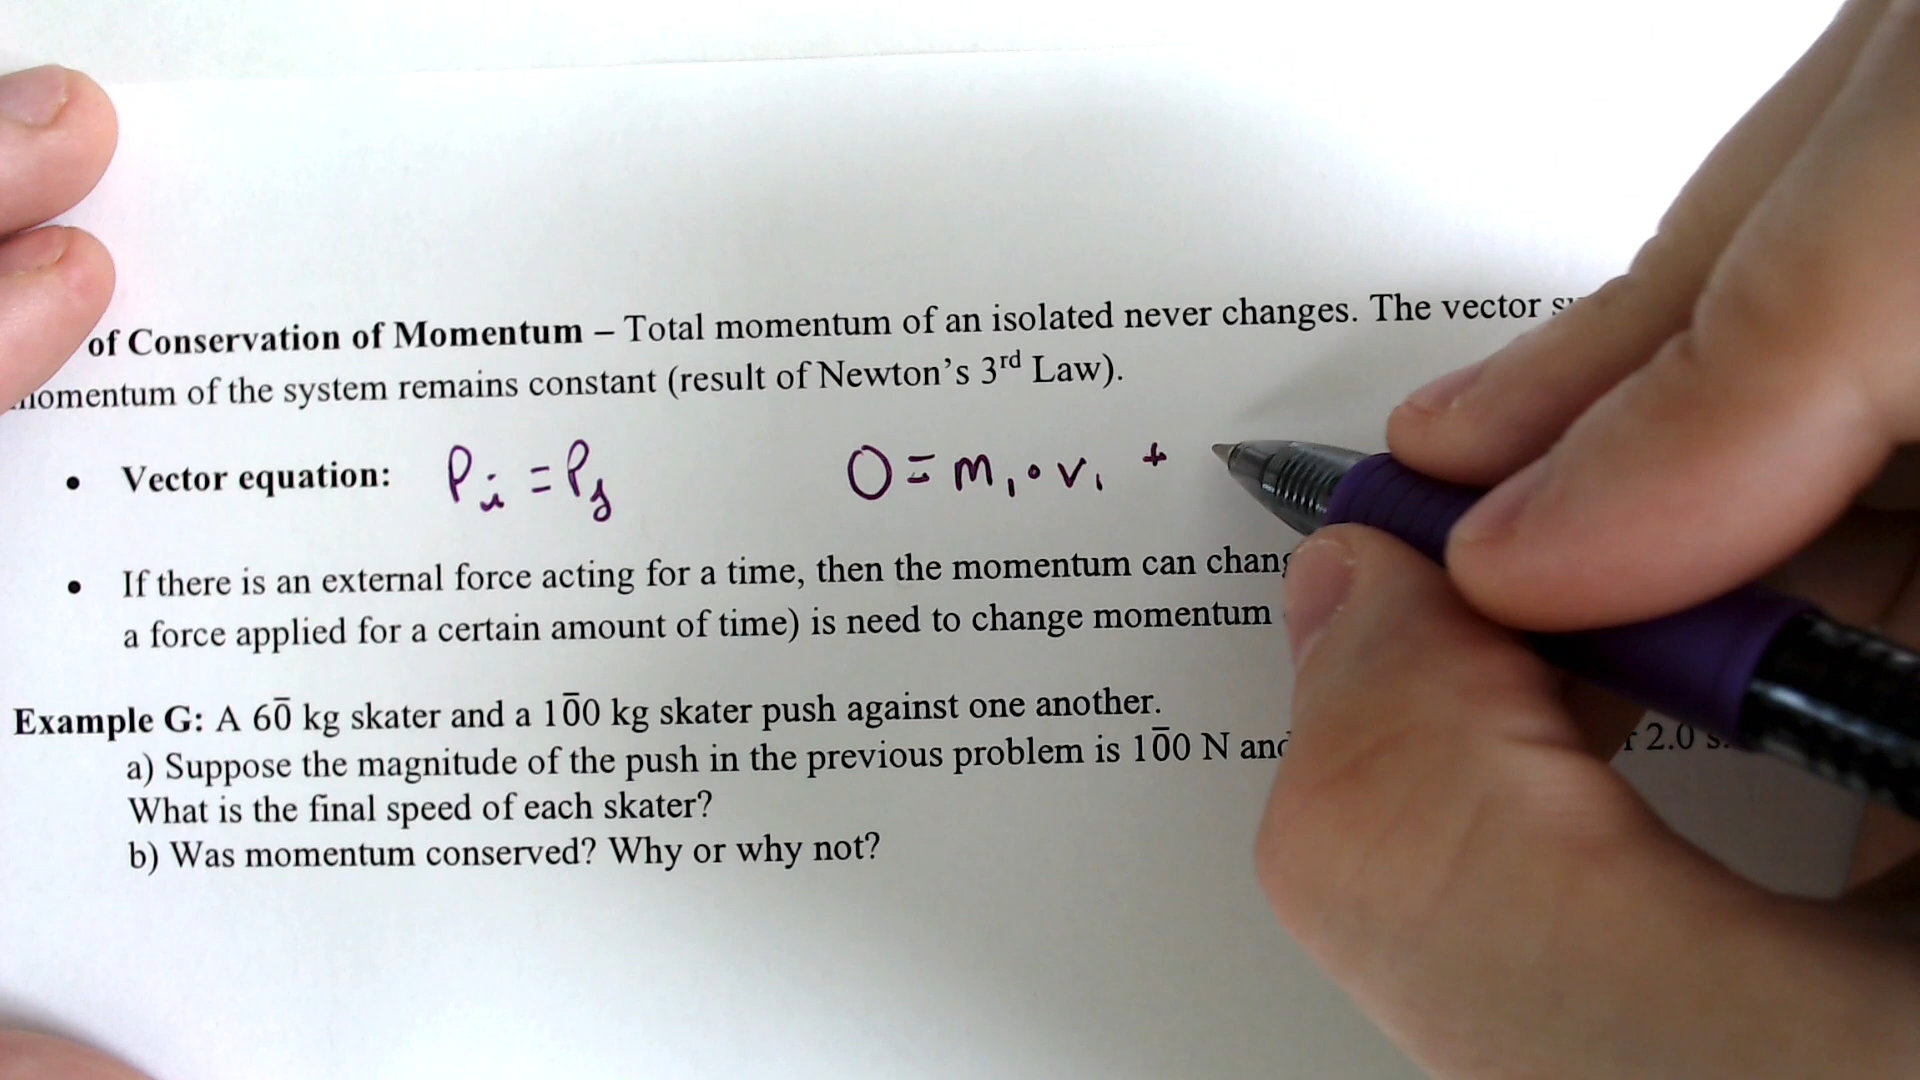 of Conservation of Momentum – Total momentum of an isolated never changes. The vector
momentum of the system remains constant (result of Newton's 3rd Law).
• Vector equation: Pi = Pf 0 = m1 • v1 +
• If there is an external force acting for a time, then the momentum can
a force applied for a certain amount of time) is need to change momentum
Example G: A 60̅ kg skater and a 10̅0 kg skater push against one another.
a) Suppose the magnitude of the push in the previous problem is 10̅0 N 2.0 s.
What is the final speed of each skater?
b) Was momentum conserved? Why or why not?